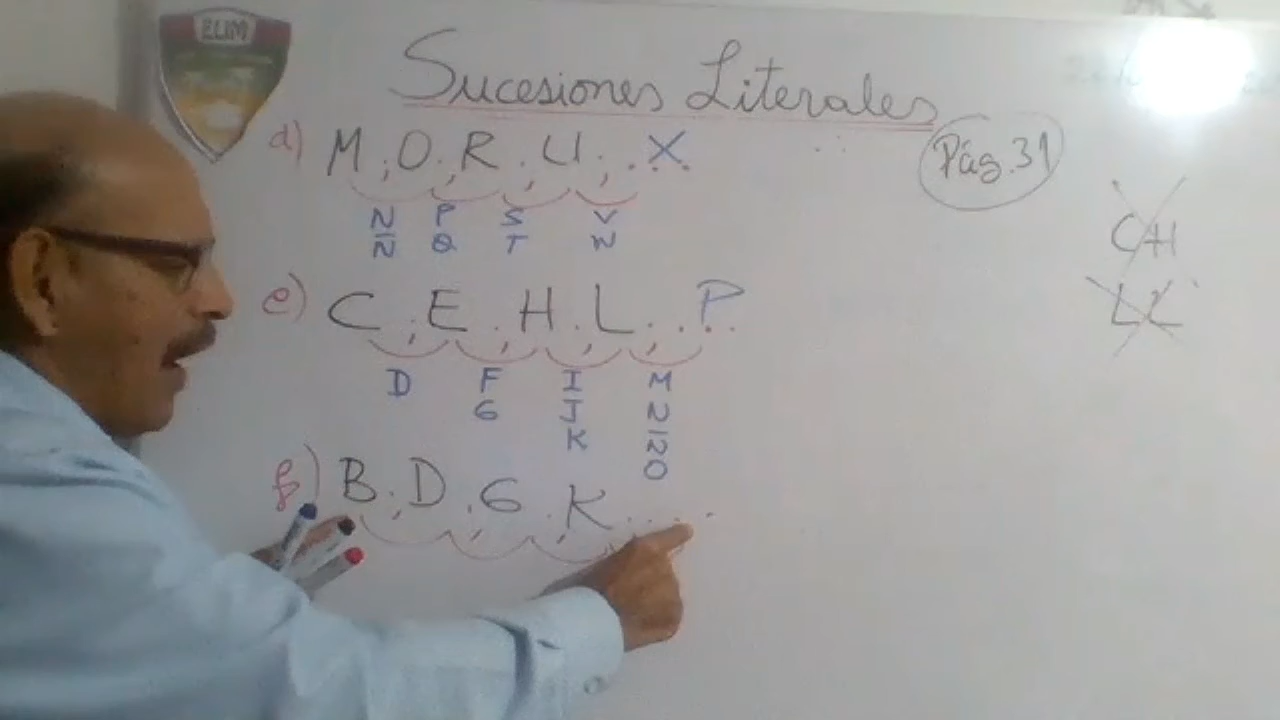 ELIM
Sucesiones Literales
Pág. 31
d) M, O, R, U, ... X
N P S V
Ñ Q T W
CH
LL
e) C, E, H, L, ... P
D F I M
G J N
K Ñ
O
f) B, D, G, K, ....